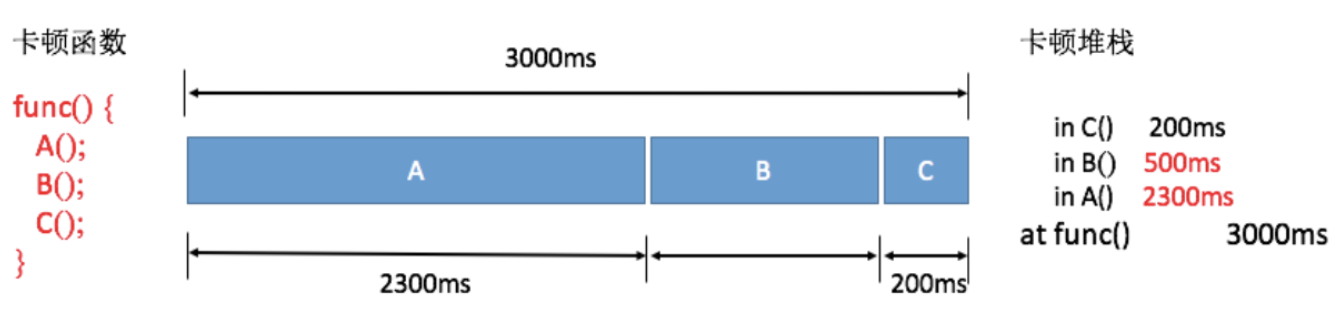 卡顿函数
func() {
A();
B();
C();
}
3000ms
A
B
C
2300ms
200ms
卡顿堆栈
in C() 200ms
in B() 500ms
in A() 2300ms
at func() 3000ms